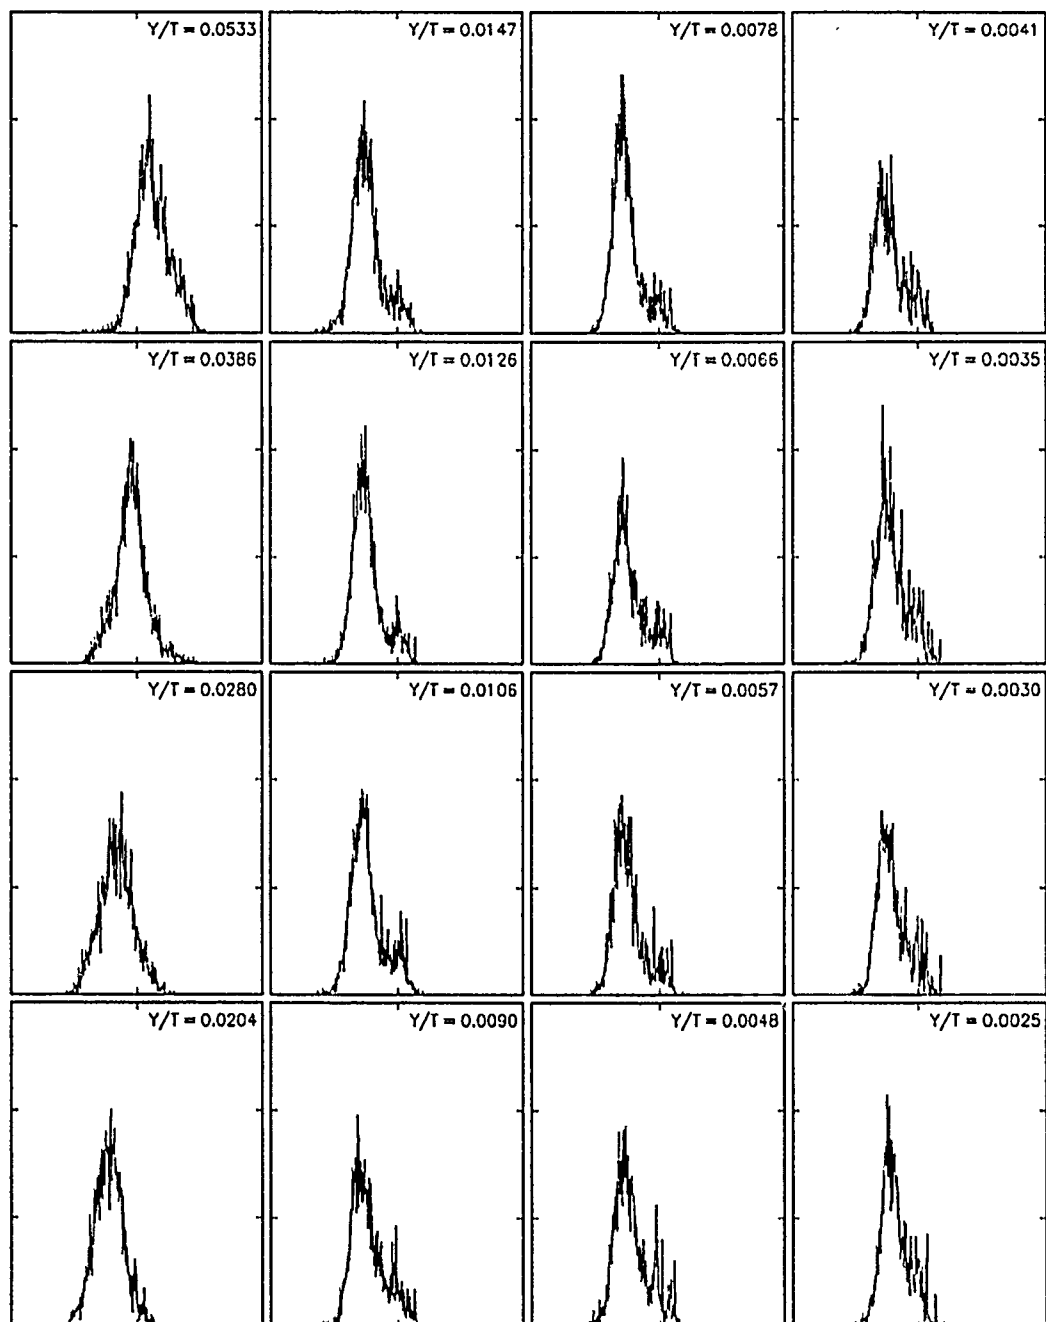 Y/T = 0.0533
Y/T = 0.0147
Y/T = 0.0078
Y/T = 0.0041
Y/T = 0.0386
Y/T = 0.0126
Y/T = 0.0066
Y/T = 0.0035
Y/T = 0.0280
Y/T = 0.0106
Y/T = 0.0057
Y/T = 0.0030
Y/T = 0.0204
Y/T = 0.0090
Y/T = 0.0048
Y/T = 0.0025